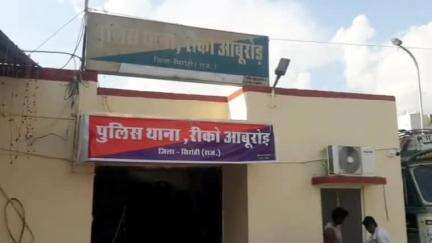 पुलिस थाना, रीको आबूरोड़
जिला-सिरोही (राज.)
पुलिस थाना, रीको आबूरोड़
जिला - सिरोही (राज.)